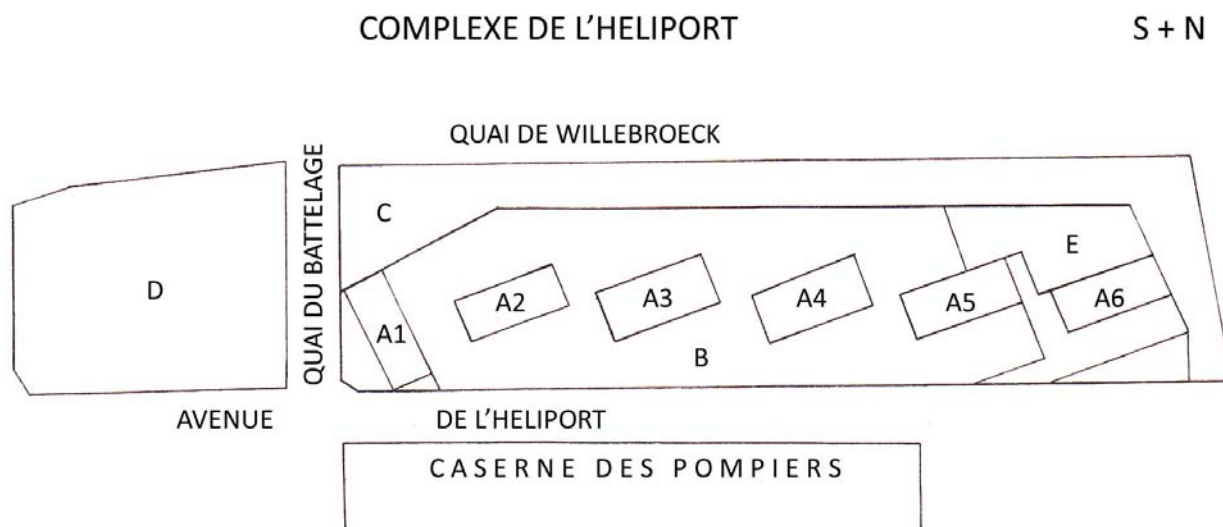 COMPLEXE DE L'HELIPORT
S + N
QUAI DE WILLEBROECK
QUAI DU BATTELAGE
C
E
D
A1
A2
A3
A4
A5
A6
B
AVENUE
DE L'HELIPORT
CASERNE DES POMPIERS